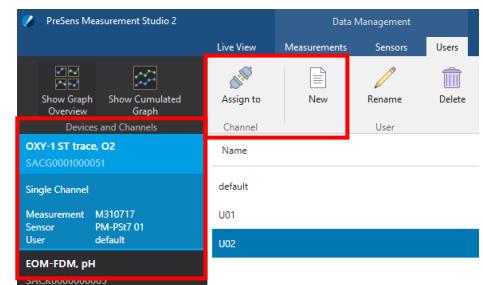 PreSens Measurement Studio 2
Data Management
Live View Measurements Sensors Users
Show Graph Overview
Show Cumulated Graph
Assign to
New
Rename
Delete
Devices and Channels
Channel
User
OXY-1 ST trace, O2
SACG0001000051
Single Channel
Measurement M310717
Sensor PM-PSt7 01
User default
EOM-FDM, pH
SACK0000000005
Name
default
U01
U02